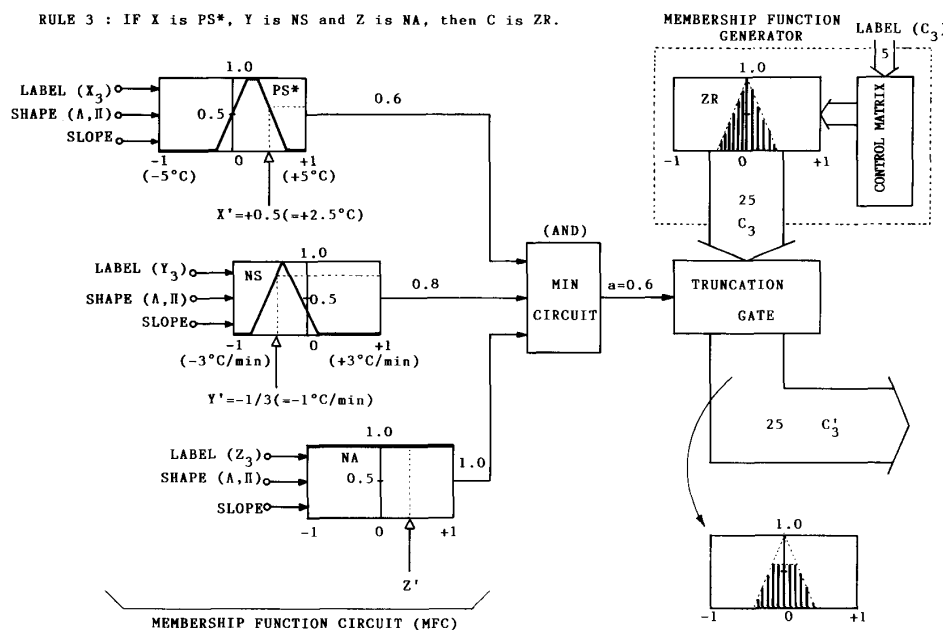 RULE 3 : IF X is PS*, Y is NS and Z is NA, then C is ZR.
MEMBERSHIP FUNCTION
GENERATOR
LABEL (C3)
5
1.0
ZR
-1
0
+1
CONTROL MATRIX
25
C3
LABEL (X3)
SHAPE (Λ,Π)
SLOPE
1.0
PS*
0.5
-1
0
+1
(-5°C)
(+5°C)
X'=+0.5(=+2.5°C)
0.6
LABEL (Y3)
SHAPE (Λ,Π)
SLOPE
1.0
NS
0.5
-1
0
+1
(-3°C/min)
(+3°C/min)
Y'=-1/3(=-1°C/min)
0.8
LABEL (Z3)
SHAPE (Λ,Π)
SLOPE
1.0
NA
0.5
-1
0
+1
Z'
1.0
MEMBERSHIP FUNCTION CIRCUIT (MFC)
(AND)
MIN
CIRCUIT
a=0.6
TRUNCATION
GATE
25 C'3
1.0
-1
0
+1